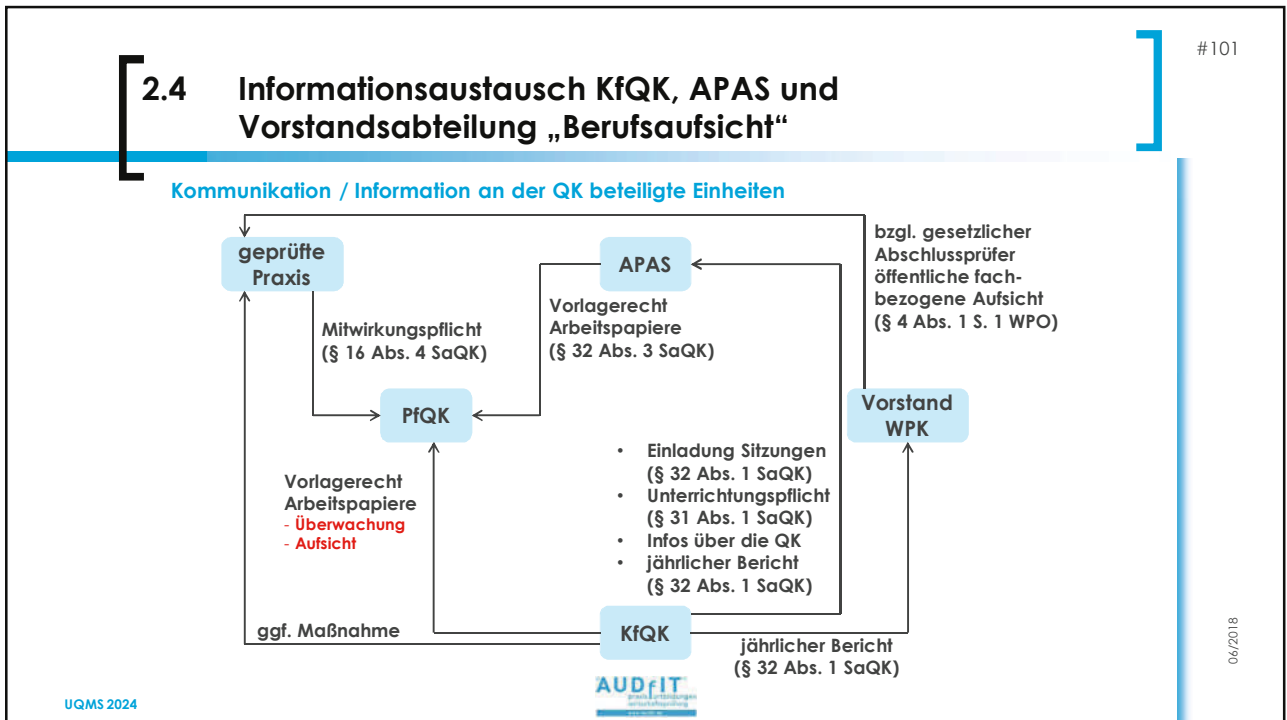 #101
2.4 Informationsaustausch KfQK, APAS und
Vorstandsabteilung „Berufsaufsicht“
Kommunikation / Information an der QK beteiligte Einheiten
geprüfte
Praxis
APAS
bzgl. gesetzlicher
Abschlussprüfer
öffentliche fach-
bezogene Aufsicht
(§ 4 Abs. 1 S. 1 WPO)
Mitwirkungspflicht
(§ 16 Abs. 4 SaQK)
Vorlagerecht
Arbeitspapiere
(§ 32 Abs. 3 SaQK)
PfQK
Vorstand
WPK
Vorlagerecht
Arbeitspapiere
- Überwachung
- Aufsicht
• Einladung Sitzungen
(§ 32 Abs. 1 SaQK)
• Unterrichtungspflicht
(§ 31 Abs. 1 SaQK)
• Infos über die QK
• jährlicher Bericht
(§ 32 Abs. 1 SaQK)
ggf. Maßnahme
KfQK
jährlicher Bericht
(§ 32 Abs. 1 SaQK)
06/2018
UQMS 2024
AUDfIT